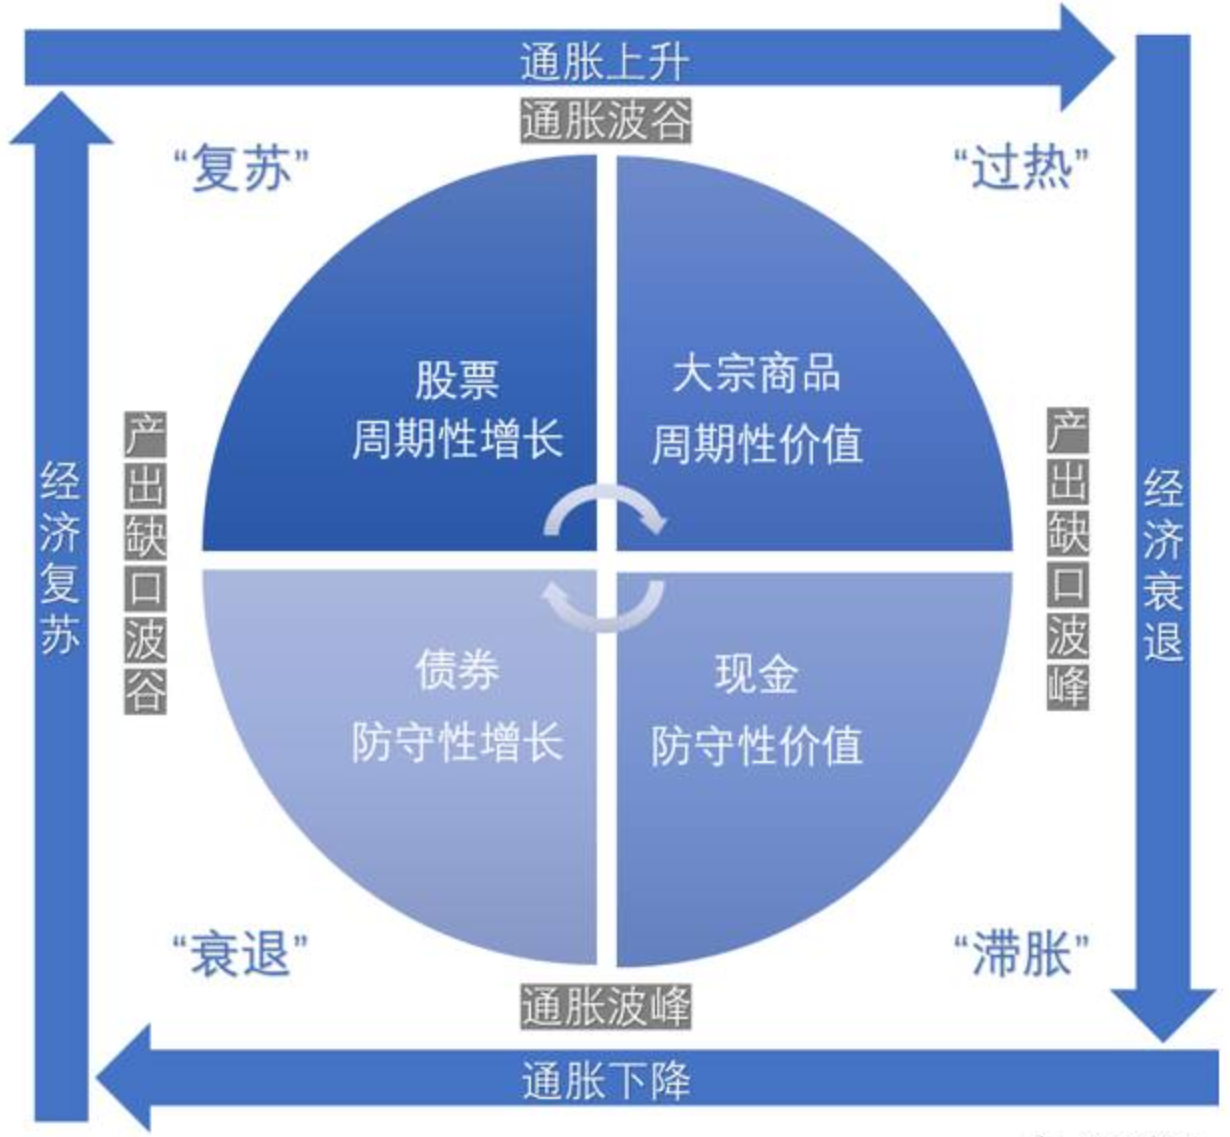 通胀上升
通胀波谷
“复苏”
“过热”
股票
周期性增长
大宗商品
周期性价值
经济复苏
产出缺口波谷
产出缺口波峰
经济衰退
债券
防守性增长
现金
防守性价值
“衰退”
“滞胀”
通胀波峰
通胀下降